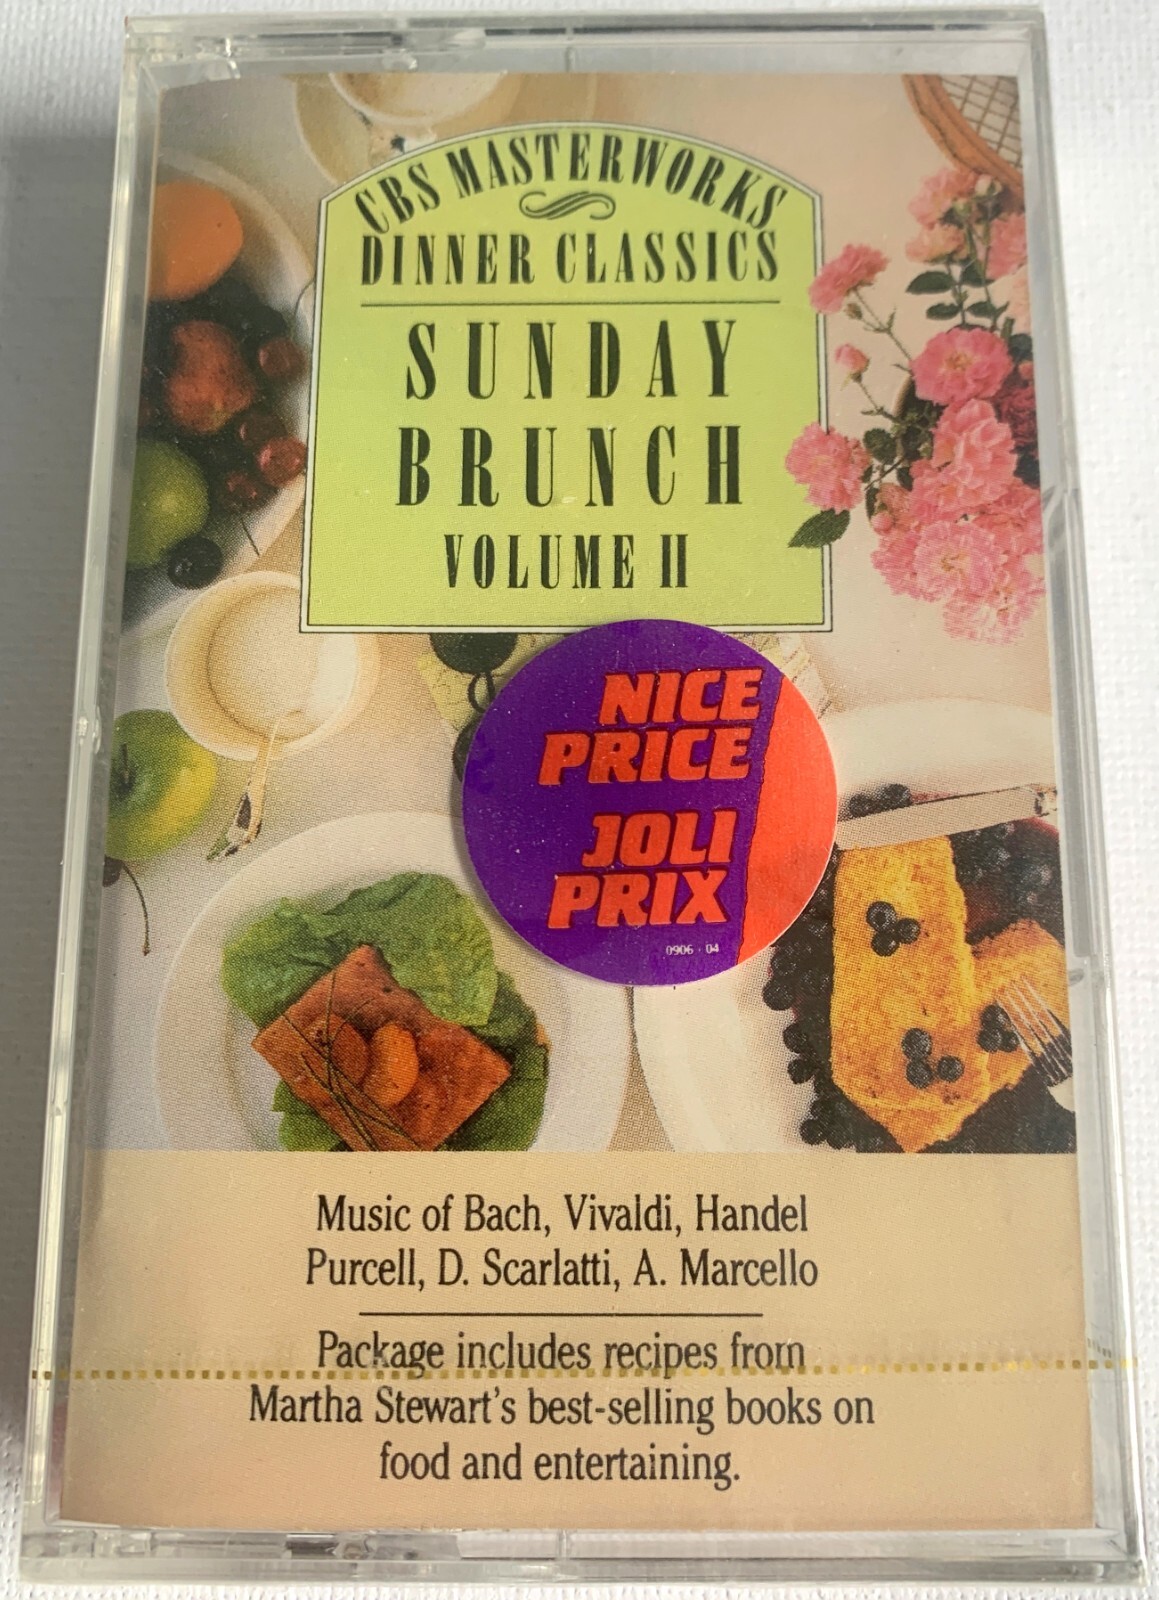 CBS MASTERWORKS
DINNER CLASSICS
SUNDAY
BRUNCH
VOLUME II
NICE
PRICE
JOLI
PRIX
0906 · 04
Music of Bach, Vivaldi, Handel
Purcell, D. Scarlatti, A. Marcello
Package includes recipes from
Martha Stewart's best-selling books on
food and entertaining.